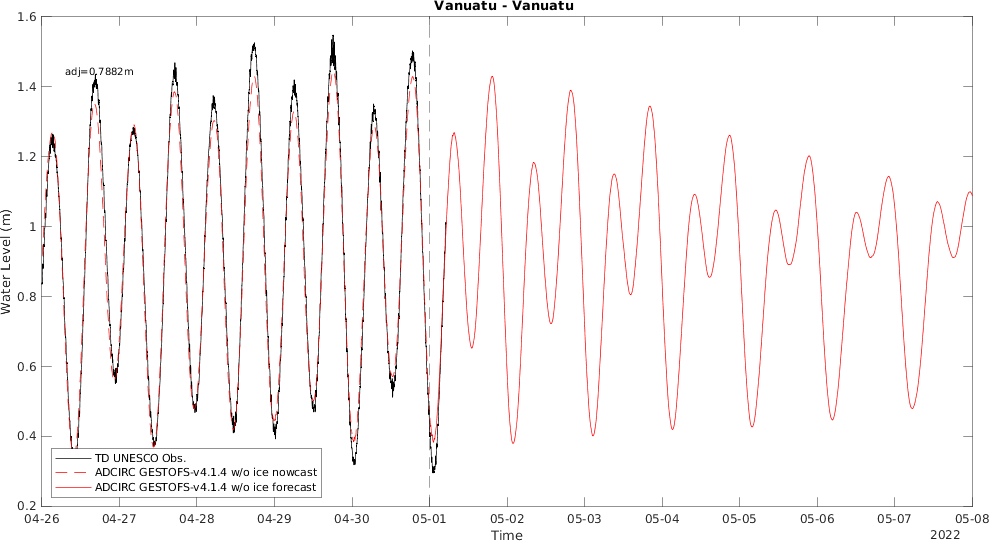 Vanuatu - Vanuatu
1.6
1.4
1.2
1
0.8
0.6
0.4
0.2
Water Level (m)
adj=0.7882m
TD UNESCO Obs.
ADCIRC GESTOFS-v4.1.4 w/o ice nowcast
ADCIRC GESTOFS-v4.1.4 w/o ice forecast
04-26 04-27 04-28 04-29 04-30 05-01 05-02 05-03 05-04 05-05 05-06 05-07 05-08
Time
2022